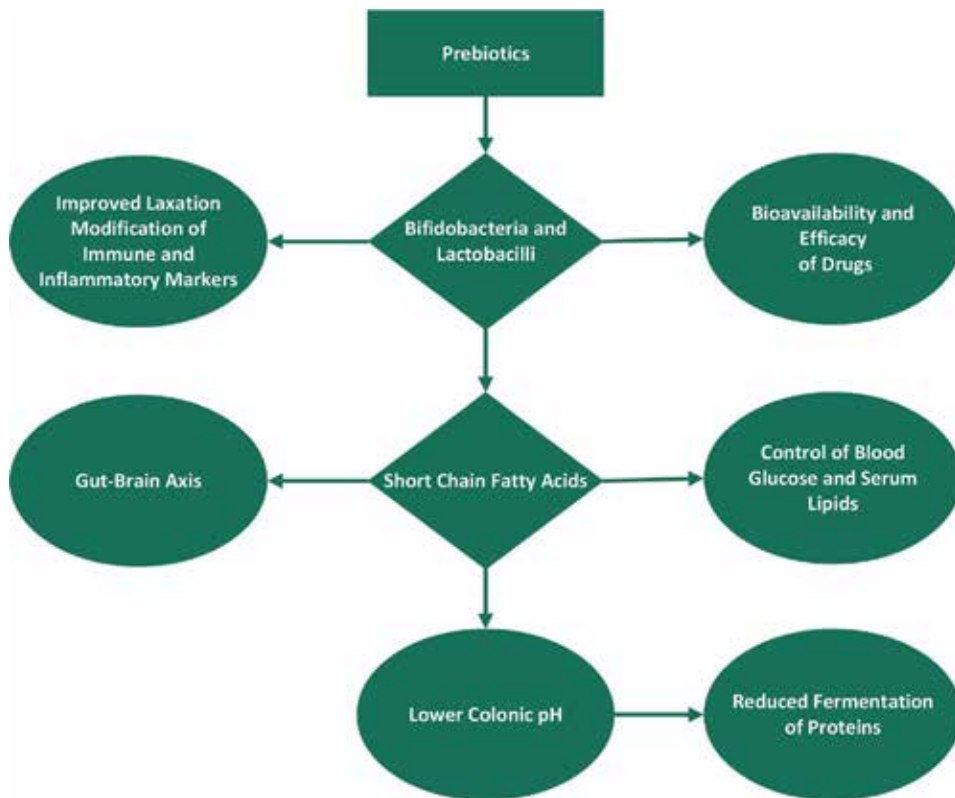 Prebiotics
Improved Laxation
Modification of
Immune and
Inflammatory Markers
Bifidobacteria and
Lactobacilli
Bioavailability and
Efficacy
of Drugs
Gut-Brain Axis
Short Chain Fatty Acids
Control of Blood
Glucose and Serum
Lipids
Lower Colonic pH
Reduced Fermentation
of Proteins